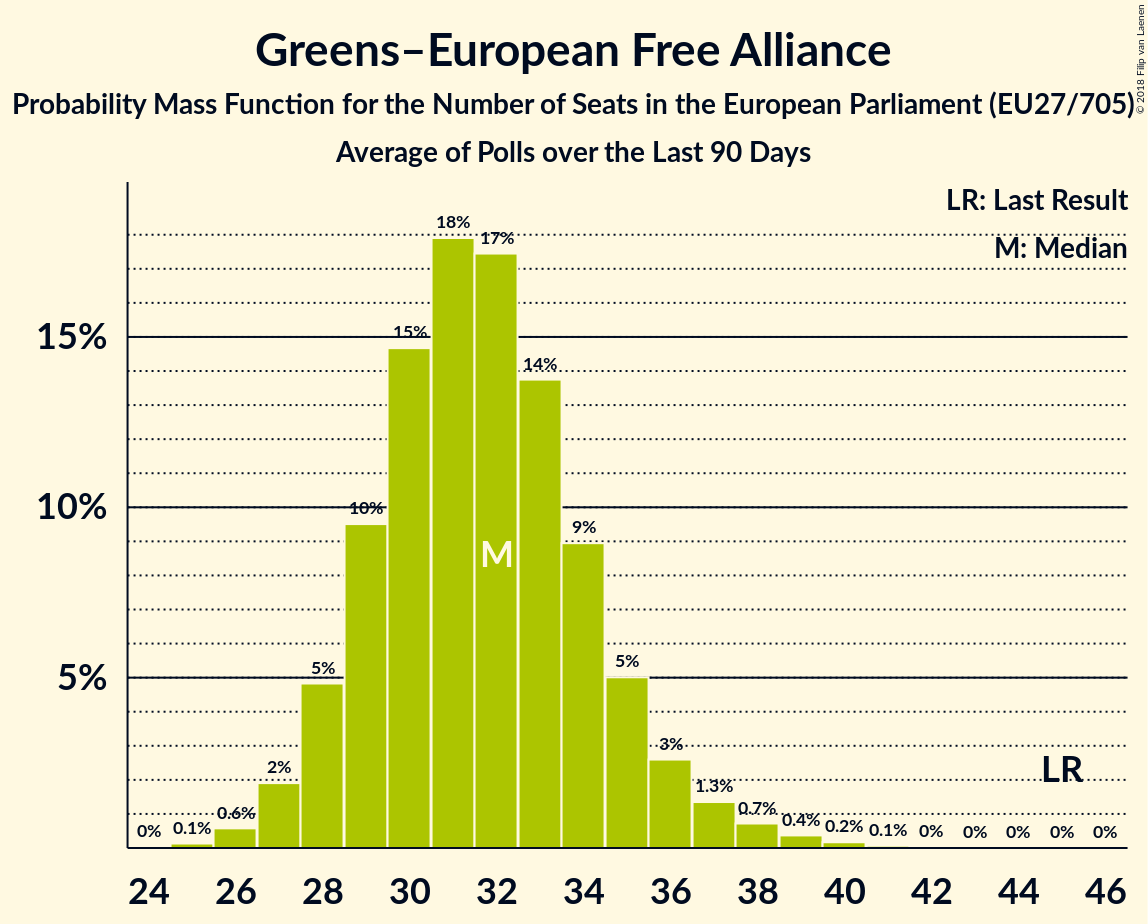 Greens–European Free Alliance
Probability Mass Function for the Number of Seats in the European Parliament (EU27/705)
Average of Polls over the Last 90 Days
© 2018 Filip van Laenen
LR: Last Result
M: Median
15%
10%
5%
0%
0.1%
0.6%
2%
5%
10%
15%
18%
17%
14%
9%
5%
3%
1.3%
0.7%
0.4%
0.2%
0.1%
0%
0%
0%
0%
0%
M
LR
24 26 28 30 32 34 36 38 40 42 44 46